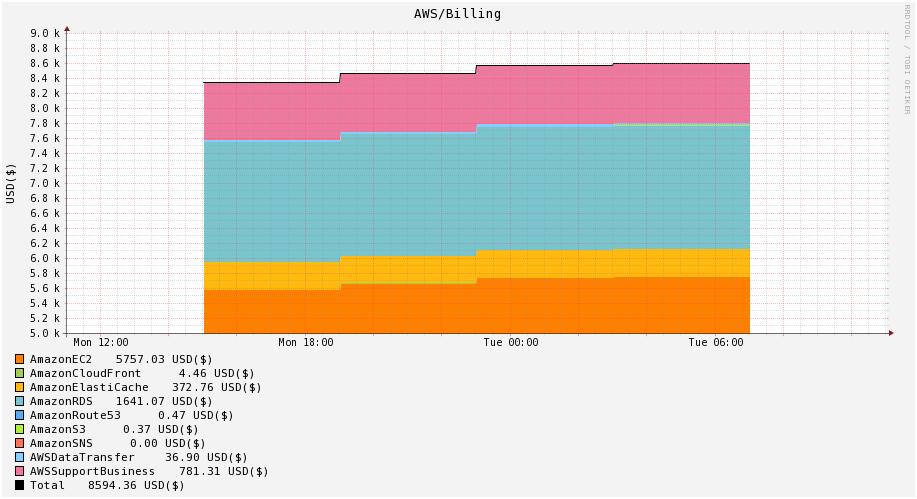 AWS/Billing
RRDTOOL / TOBI OETIKER
USD($)
9.0 k
8.8 k
8.6 k
8.4 k
8.2 k
8.0 k
7.8 k
7.6 k
7.4 k
7.2 k
7.0 k
6.8 k
6.6 k
6.4 k
6.2 k
6.0 k
5.8 k
5.6 k
5.4 k
5.2 k
5.0 k
Mon 12:00 Mon 18:00 Tue 00:00 Tue 06:00
AmazonEC2 5757.03 USD($)
AmazonCloudFront 4.46 USD($)
AmazonElastiCache 372.76 USD($)
AmazonRDS 1641.07 USD($)
AmazonRoute53 0.47 USD($)
AmazonS3 0.37 USD($)
AmazonSNS 0.00 USD($)
AWSDataTransfer 36.90 USD($)
AWSSupportBusiness 781.31 USD($)
Total 8594.36 USD($)